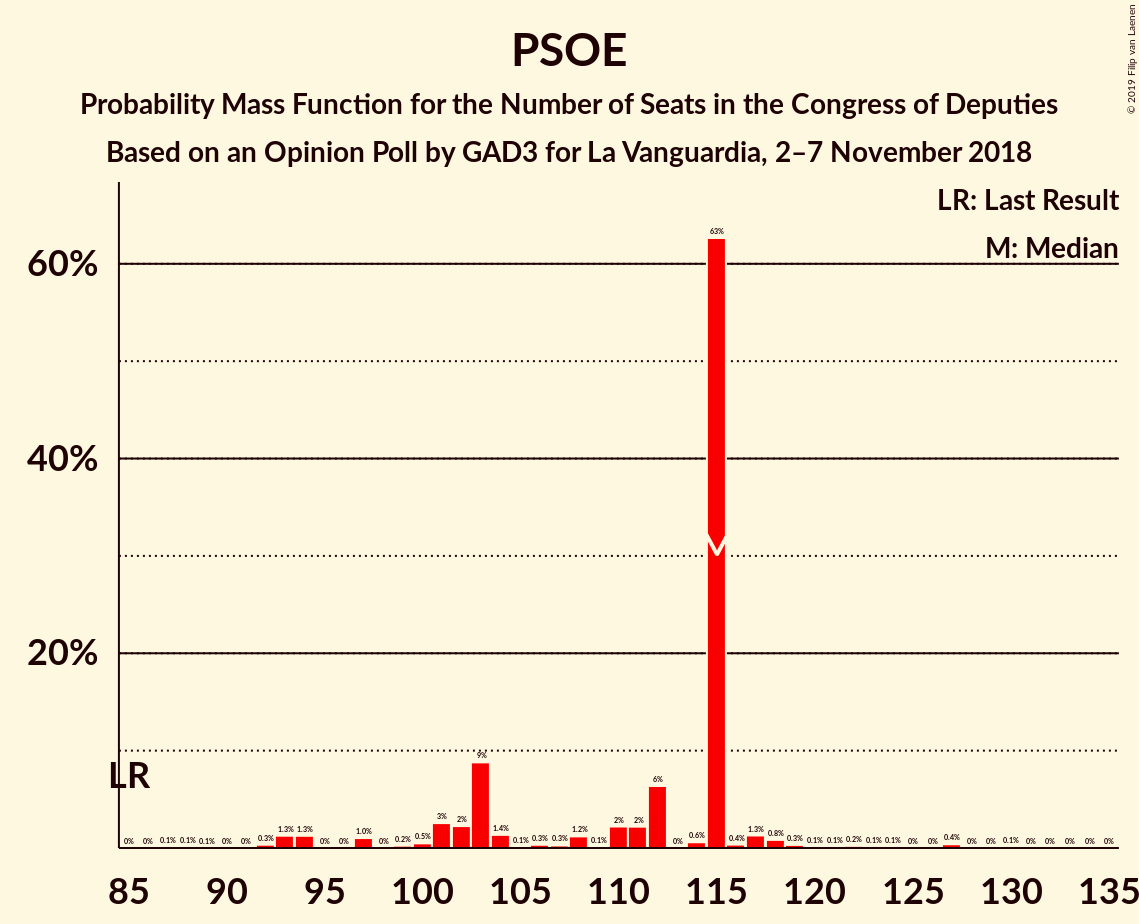 PSOE
Probability Mass Function for the Number of Seats in the Congress of Deputies
Based on an Opinion Poll by GAD3 for La Vanguardia, 2–7 November 2018
© 2019 Filip van Laenen
LR: Last Result
M: Median
60%
40%
20%
63%
LR
0% 0% 0.1% 0.1% 0.1% 0% 0% 0.3% 1.3% 1.3% 0% 0% 1.0% 0% 0.2% 0.5% 3% 2% 9% 1.4% 0.1% 0.3% 0.3% 1.2% 0.1% 2% 2% 6% 0% 0.6% 0.4% 1.3% 0.8% 0.3% 0.1% 0.1% 0.2% 0.1% 0.1% 0% 0% 0.4% 0% 0% 0.1% 0% 0% 0% 0% 0%
85 90 95 100 105 110 115 120 125 130 135
M